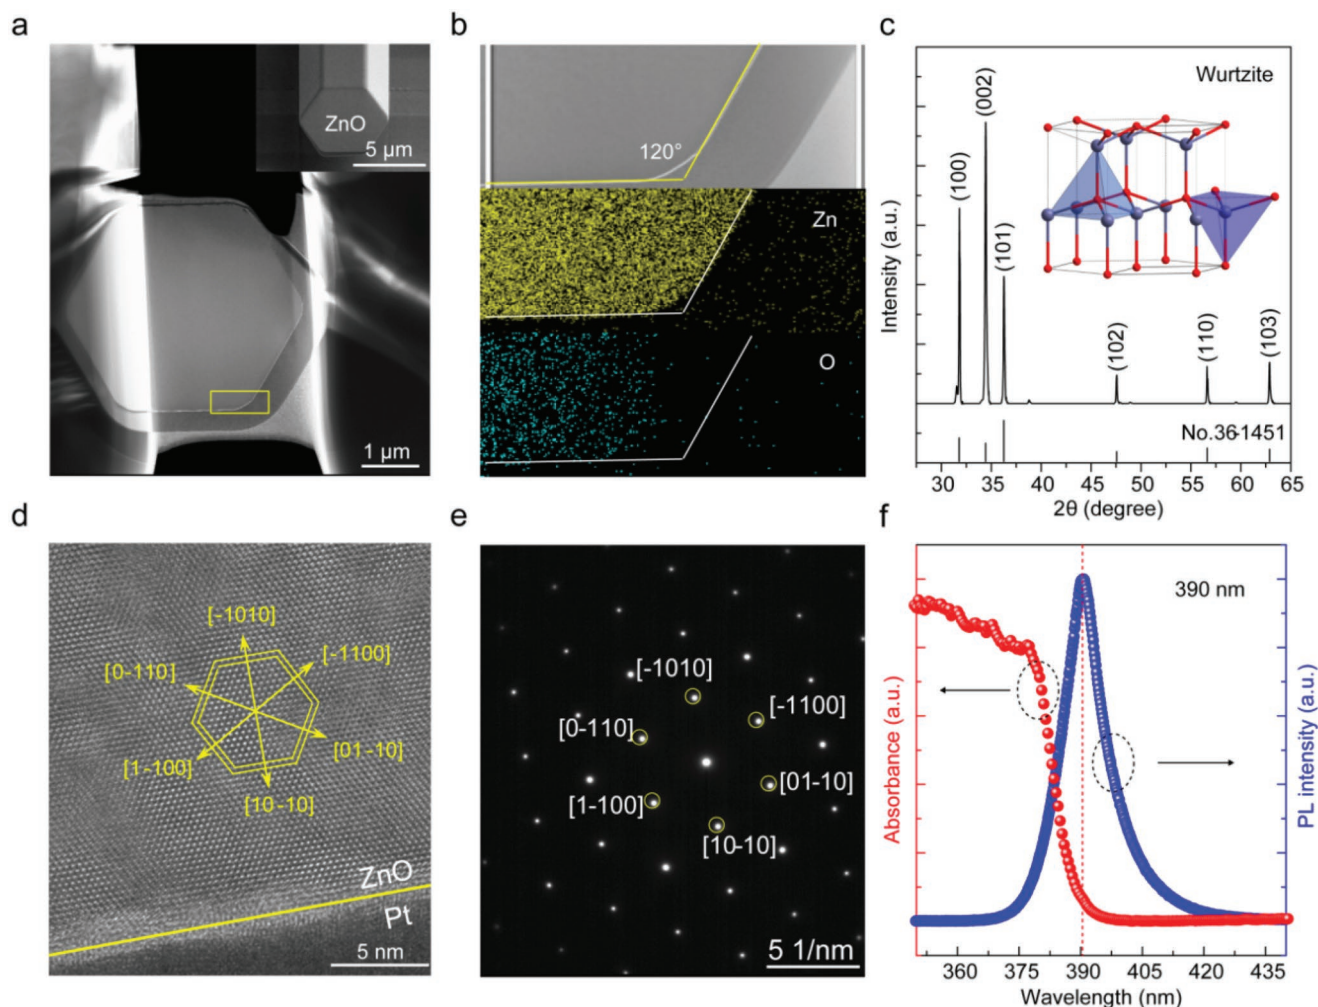 a
ZnO
5 μm
1 μm
b
120°
Zn
O
c
Wurtzite
(100)
(002)
(101)
(102)
(110)
(103)
No.36-1451
Intensity (a.u.)
30 35 40 45 50 55 60 65
2θ (degree)
d
[-1010]
[-1100]
[0-110]
[01-10]
[1-100]
[10-10]
ZnO
Pt
5 nm
e
[-1010]
[-1100]
[0-110]
[01-10]
[1-100]
[10-10]
5 1/nm
f
390 nm
Absorbance (a.u.)
PL intensity (a.u.)
360 375 390 405 420 435
Wavelength (nm)